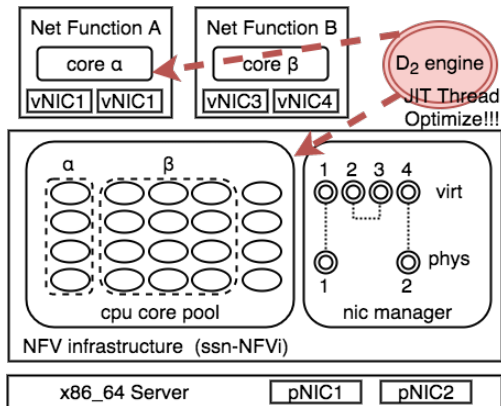 Net Function A
Net Function B
core α
core β
vNIC1
vNIC1
vNIC3
vNIC4
D2 engine
JIT Thread
Optimize!!!
α
β
1 2 3 4
virt
phys
1
2
cpu core pool
nic manager
NFV infrastructure (ssn-NFVi)
x86_64 Server
pNIC1
pNIC2